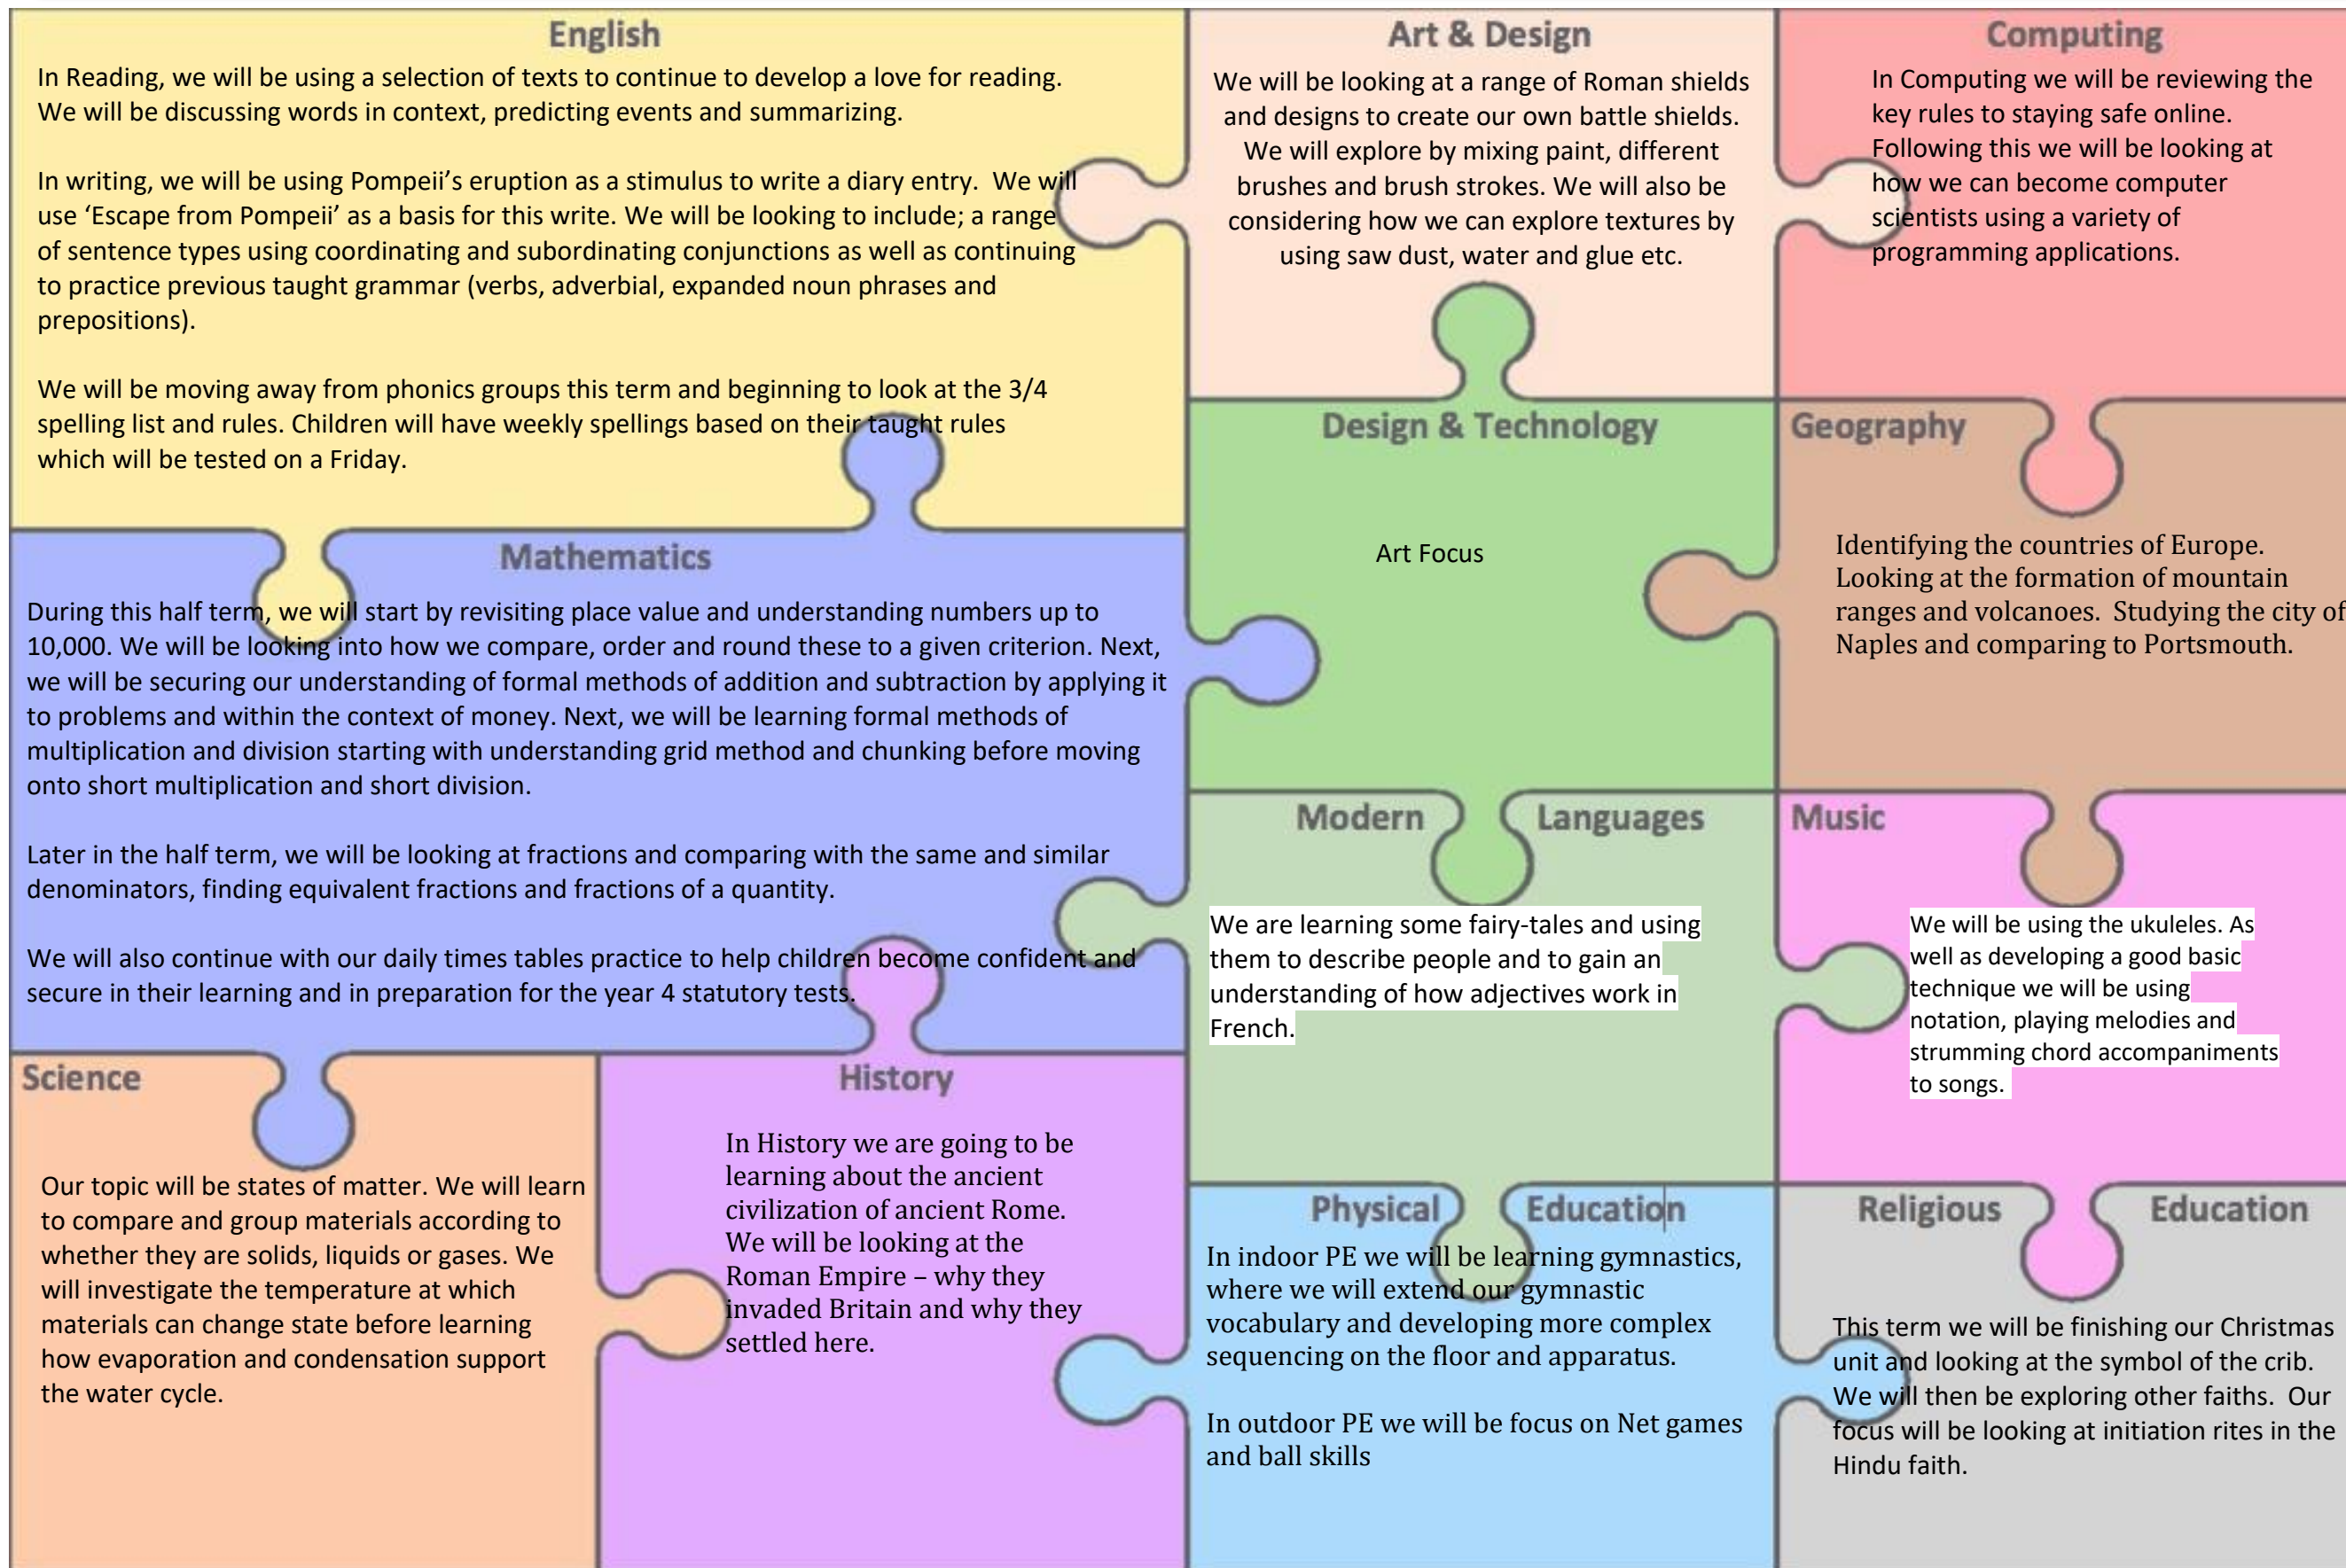 English
In Reading, we will be using a selection of texts to continue to develop a love for reading.
We will be discussing words in context, predicting events and summarizing.
In writing, we will be using Pompeii’s eruption as a stimulus to write a diary entry.  We will
use ‘Escape from Pompeii’ as a basis for this write. We will be looking to include; a range
of sentence types using coordinating and subordinating conjunctions as well as continuing
to practice previous taught grammar (verbs, adverbial, expanded noun phrases and
prepositions).
We will be moving away from phonics groups this term and beginning to look at the 3/4
spelling list and rules. Children will have weekly spellings based on their taught rules
which will be tested on a Friday.
Art & Design
We will be looking at a range of Roman shields
and designs to create our own battle shields.
We will explore by mixing paint, different
brushes and brush strokes. We will also be
considering how we can explore textures by
using saw dust, water and glue etc.
Computing
In Computing we will be reviewing the
key rules to staying safe online.
Following this we will be looking at
how we can become computer
scientists using a variety of
programming applications.
Mathematics
During this half term, we will start by revisiting place value and understanding numbers up to
10,000. We will be looking into how we compare, order and round these to a given criterion. Next,
we will be securing our understanding of formal methods of addition and subtraction by applying it
to problems and within the context of money. Next, we will be learning formal methods of
multiplication and division starting with understanding grid method and chunking before moving
onto short multiplication and short division.
Later in the half term, we will be looking at fractions and comparing with the same and similar
denominators, finding equivalent fractions and fractions of a quantity.
We will also continue with our daily times tables practice to help children become confident and
secure in their learning and in preparation for the year 4 statutory tests.
Design & Technology
Art Focus
Geography
Identifying the countries of Europe.
Looking at the formation of mountain
ranges and volcanoes.  Studying the city of
Naples and comparing to Portsmouth.
Modern Languages
We are learning some fairy-tales and using
them to describe people and to gain an
understanding of how adjectives work in
French.
Music
We will be using the ukuleles. As
well as developing a good basic
technique we will be using
notation, playing melodies and
strumming chord accompaniments
to songs.
Science
Our topic will be states of matter. We will learn
to compare and group materials according to
whether they are solids, liquids or gases. We
will investigate the temperature at which
materials can change state before learning
how evaporation and condensation support
the water cycle.
History
In History we are going to be
learning about the ancient
civilization of ancient Rome.
We will be looking at the
Roman Empire – why they
invaded Britain and why they
settled here.
Physical Education
In indoor PE we will be learning gymnastics,
where we will extend our gymnastic
vocabulary and developing more complex
sequencing on the floor and apparatus.
In outdoor PE we will be focus on Net games
and ball skills
Religious Education
This term we will be finishing our Christmas
unit and looking at the symbol of the crib.
We will then be exploring other faiths.  Our
focus will be looking at initiation rites in the
Hindu faith.